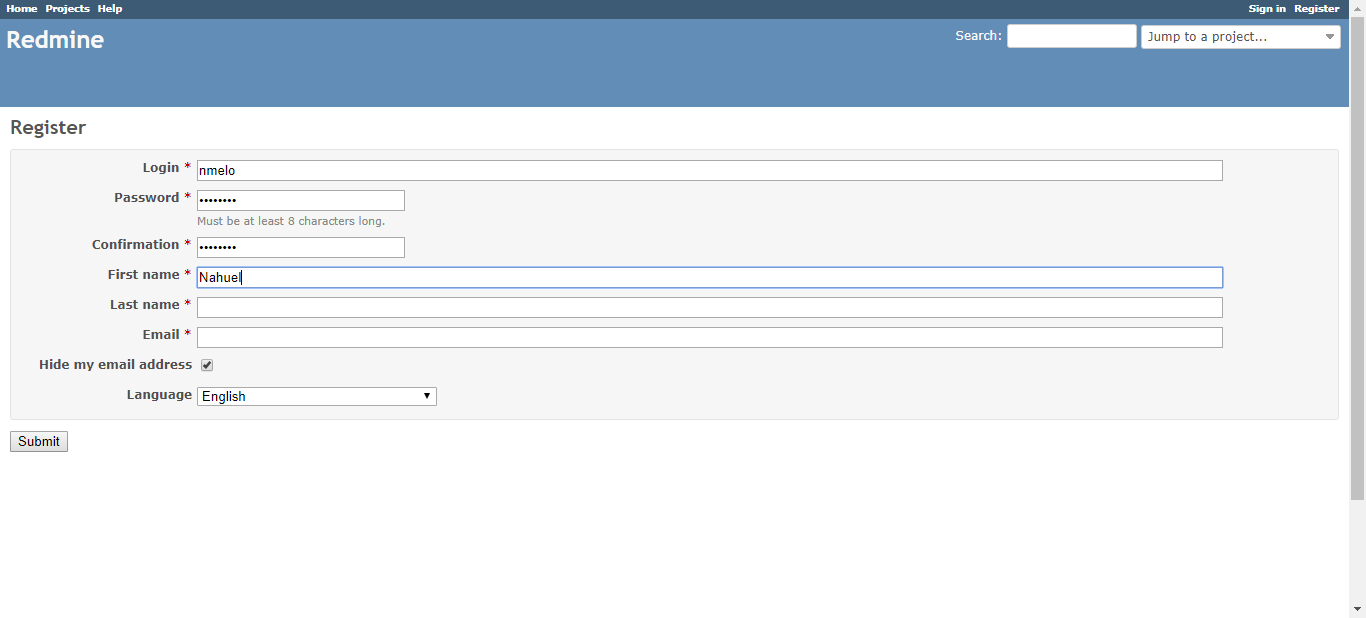 Home Projects Help Sign in Register
Redmine Search: Jump to a project...
Register
Login * nmelo
Password * ••••••••
Must be at least 8 characters long.
Confirmation * ••••••••
First name * Nahuel
Last name *
Email *
Hide my email address
Language English
Submit